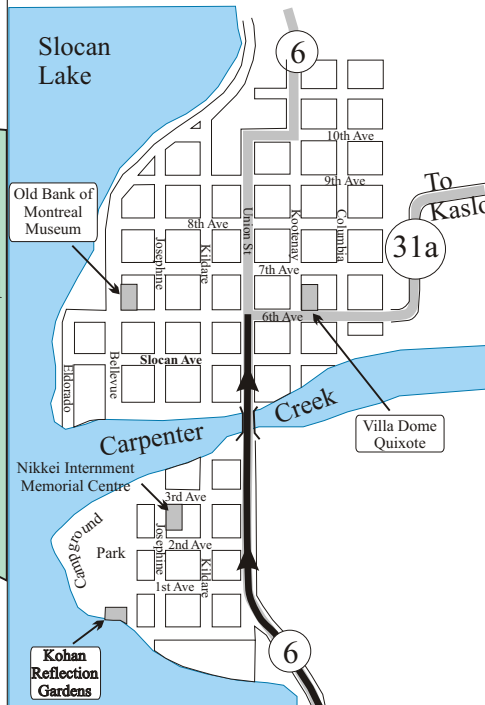 Slocan
Lake
6
10th Ave
9th Ave
To
Kaslo
Old Bank of
Montreal
Museum
8th Ave
Union St
Kootenay
Columbia
Josephine
Kildare
31a
7th Ave
6th Ave
Slocan Ave
Eldorado
Bellevue
Carpenter Creek
Villa Dome
Quixote
Nikkei Internment
Memorial Centre
3rd Ave
Campground
Park
Josephine
2nd Ave
Kildare
1st Ave
Kohan
Reflection
Gardens
6